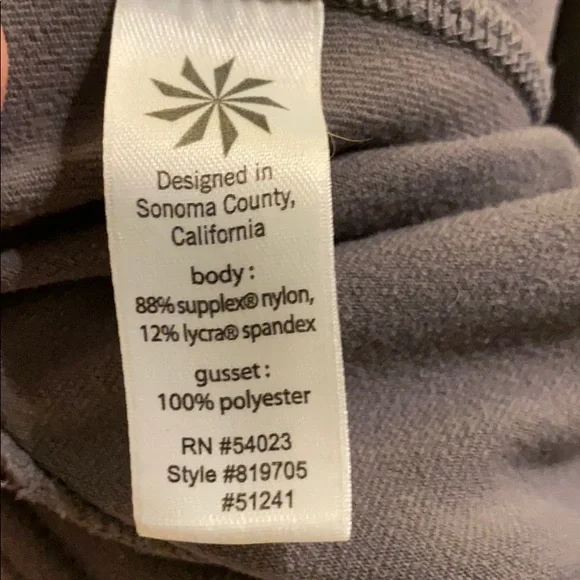 Designed in
Sonoma County,
California
body:
88% supplex® nylon,
12% lycra® spandex
gusset:
100% polyester
RN #54023
Style #819705
#51241